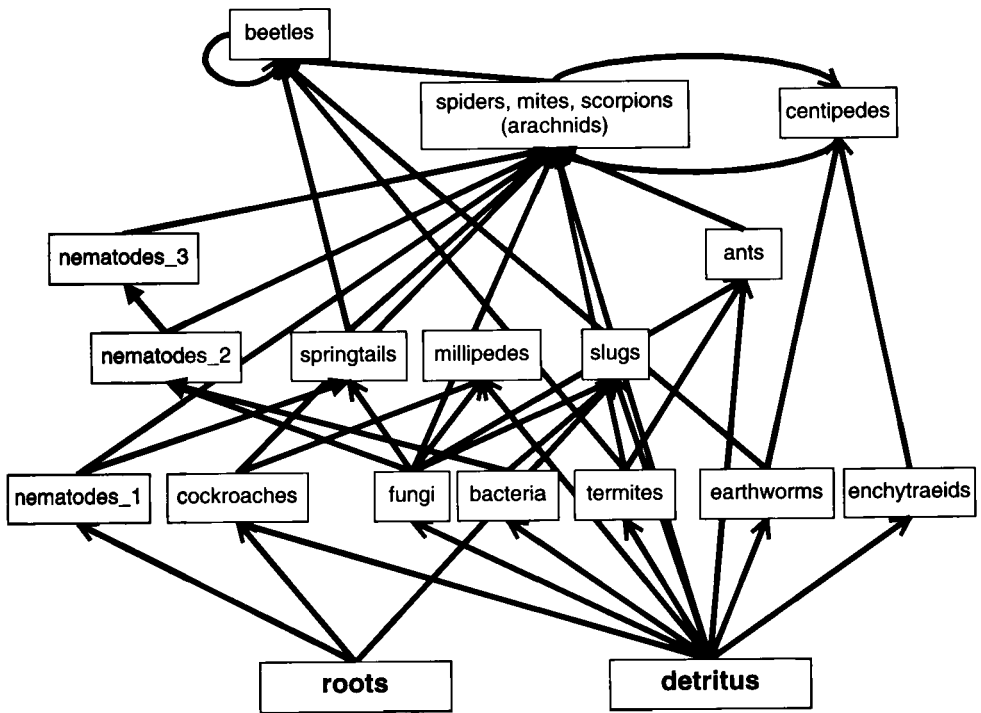 beetles
spiders, mites, scorpions
(arachnids)
centipedes
nematodes_3
ants
nematodes_2
springtails
millipedes
slugs
nematodes_1
cockroaches
fungi
bacteria
termites
earthworms
enchytraeids
roots
detritus